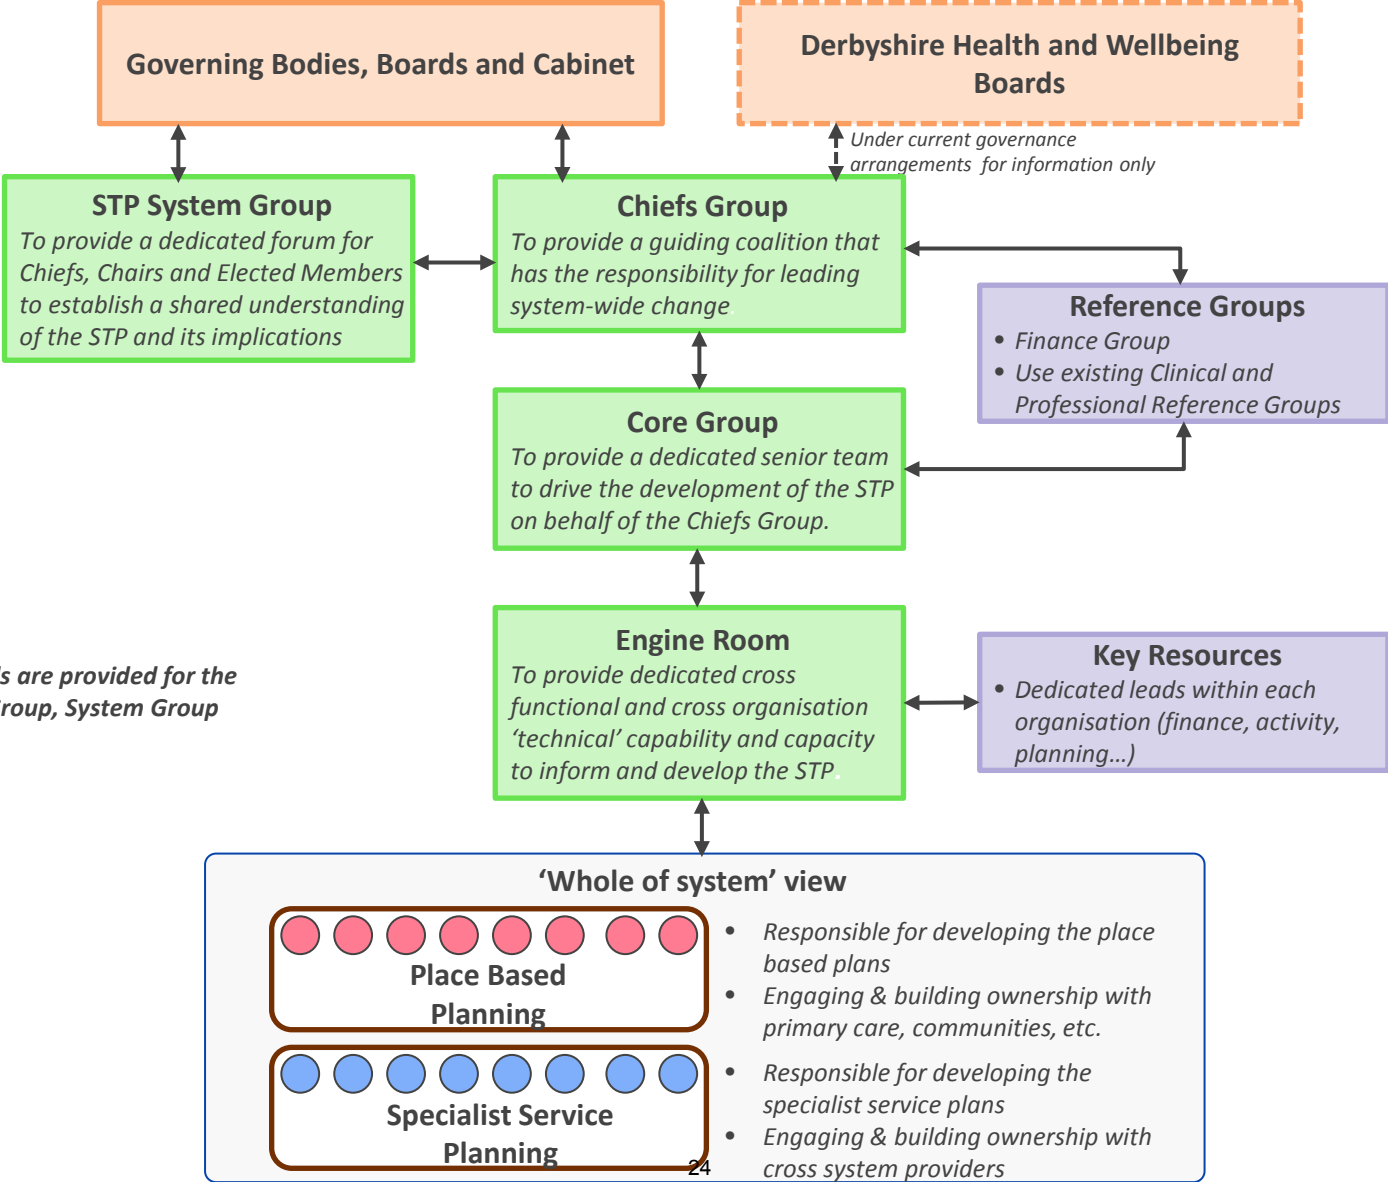 Governing Bodies, Boards and Cabinet
Derbyshire Health and Wellbeing
Boards
Under current governance
arrangements for information only
STP System Group
To provide a dedicated forum for
Chiefs, Chairs and Elected Members
to establish a shared understanding
of the STP and its implications
Chiefs Group
To provide a guiding coalition that
has the responsibility for leading
system-wide change.
Reference Groups
• Finance Group
• Use existing Clinical and
Professional Reference Groups
Core Group
To provide a dedicated senior team
to drive the development of the STP
on behalf of the Chiefs Group.
Engine Room
To provide dedicated cross
functional and cross organisation
‘technical’ capability and capacity
to inform and develop the STP.
Key Resources
• Dedicated leads within each
organisation (finance, activity,
planning…)
are provided for the
System Group
‘Whole of system’ view
Place Based
Planning
• Responsible for developing the place
based plans
• Engaging & building ownership with
primary care, communities, etc.
Specialist Service
Planning
• Responsible for developing the
specialist service plans
• Engaging & building ownership with
cross system providers
24